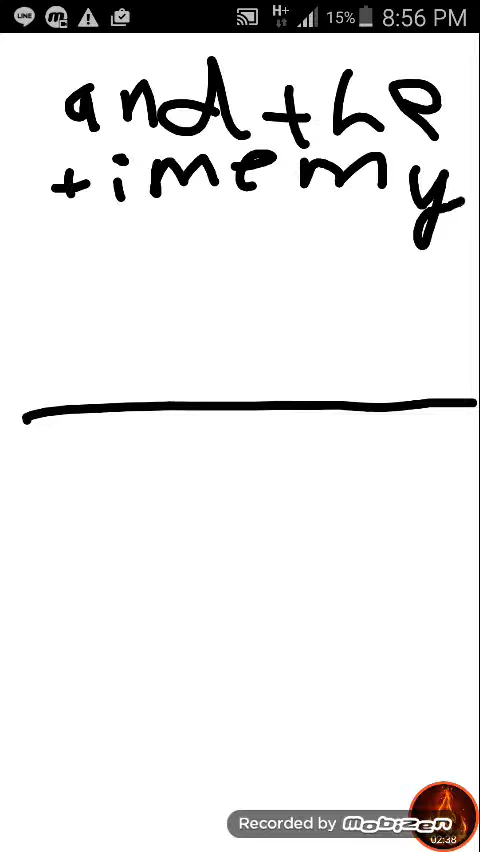 H+ 15% 8:56 PM
and the
time my
Recorded by mobizen
02:38